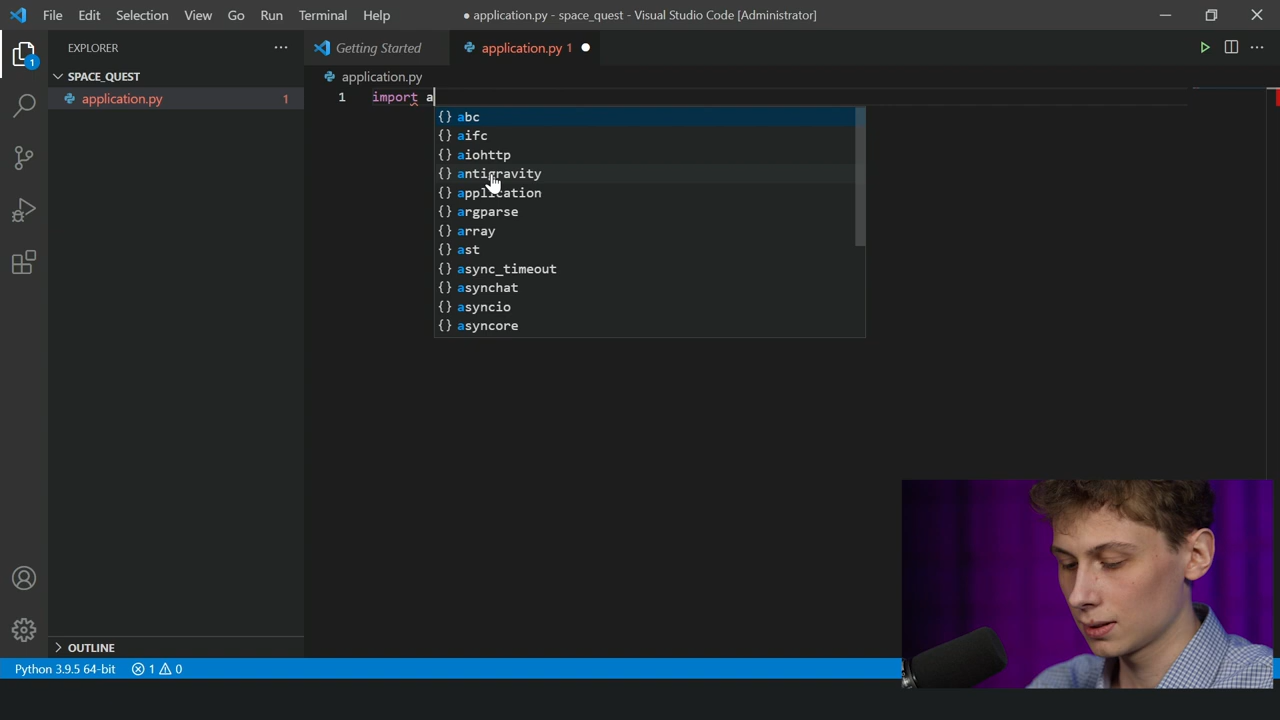 File Edit Selection View Go Run Terminal Help
● application.py - space_quest - Visual Studio Code [Administrator]
EXPLORER
Getting Started
application.py 1
1
SPACE_QUEST
application.py
application.py 1
1 import a
abc
aifc
aiohttp
antigravity
application
argparse
array
ast
async_timeout
asynchat
asyncio
asyncore
OUTLINE
Python 3.9.5 64-bit 1 0